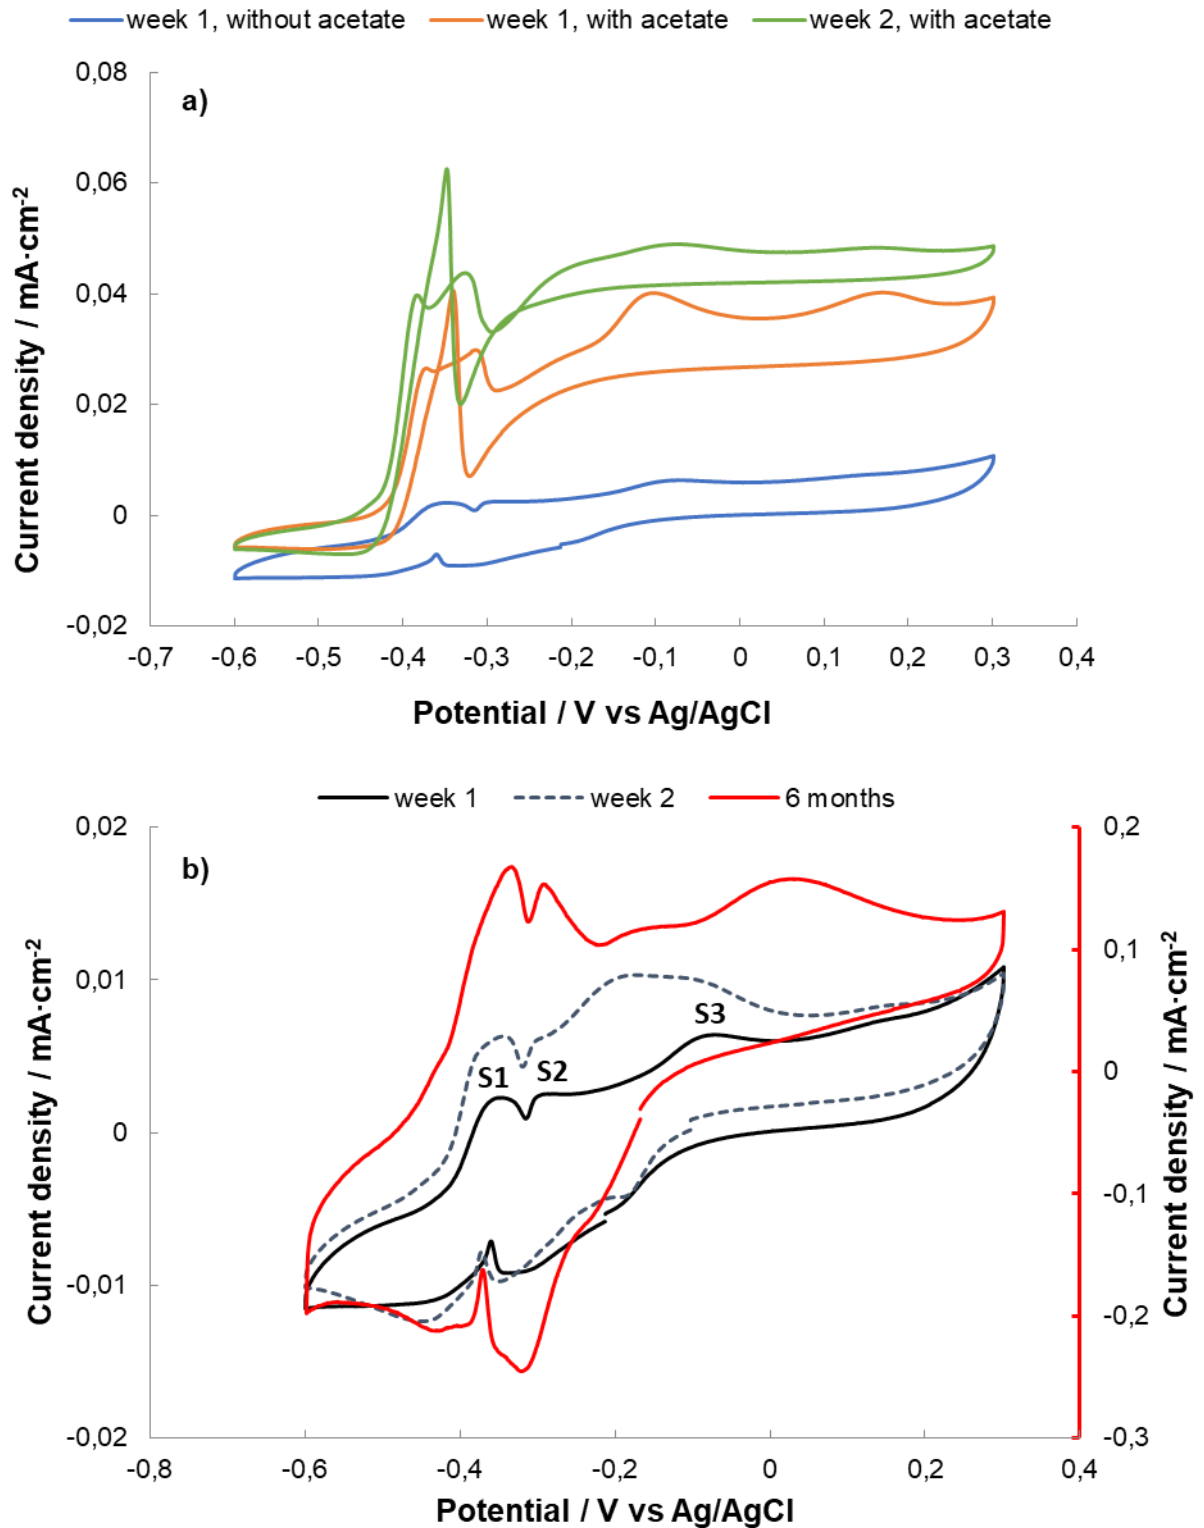 week 1, without acetate week 1, with acetate week 2, with acetate
a)
0,08
0,06
0,04
0,02
0
-0,02
Current density / mA·cm-2
-0,7 -0,6 -0,5 -0,4 -0,3 -0,2 -0,1 0 0,1 0,2 0,3 0,4
Potential / V vs Ag/AgCl
week 1 week 2 6 months
b)
0,02
0,01
0
-0,01
-0,02
Current density / mA·cm-2
S1
S2
S3
0,2
0,1
0
-0,1
-0,2
-0,3
Current density / mA·cm-2
-0,8 -0,6 -0,4 -0,2 0 0,2 0,4
Potential / V vs Ag/AgCl